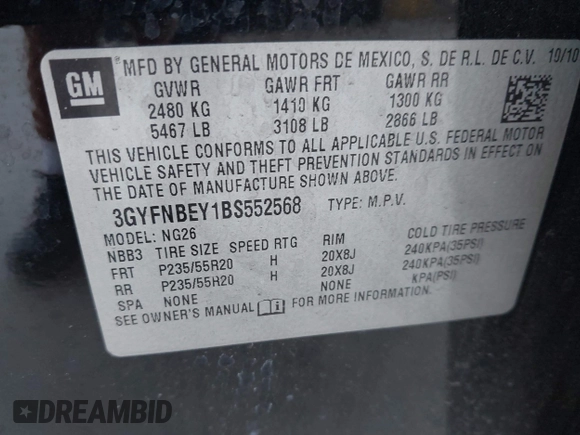 GM
MFD BY GENERAL MOTORS DE MEXICO, S. DE R.L. DE C.V. 10/10
GVWR GAWR FRT GAWR RR
2480 KG 1410 KG 1300 KG
5467 LB 3108 LB 2866 LB
THIS VEHICLE CONFORMS TO ALL APPLICABLE U.S. FEDERAL MOTOR
VEHICLE SAFETY AND THEFT PREVENTION STANDARDS IN EFFECT ON
THE DATE OF MANUFACTURE SHOWN ABOVE.
3GYFNBEY1BS552568 TYPE: M.P.V.
MODEL: NG26
NBB3 TIRE SIZE SPEED RTG RIM COLD TIRE PRESSURE
FRT P235/55R20 H 20X8J 240KPA(35PSI)
RR P235/55R20 H 20X8J 240KPA(35PSI)
SPA NONE NONE KPA(PSI)
SEE OWNER'S MANUAL i FOR MORE INFORMATION.
DREAMBID